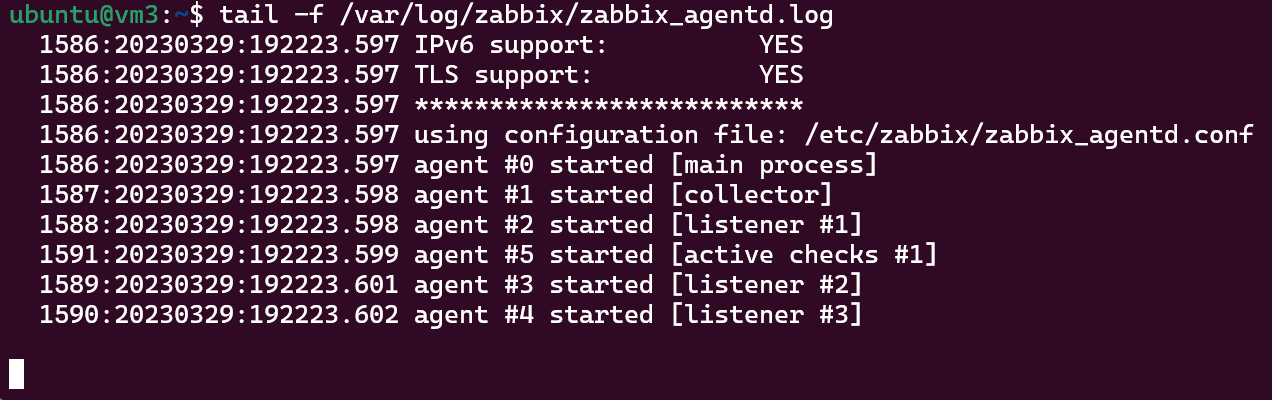 ubuntu@vm3:~$ tail -f /var/log/zabbix/zabbix_agentd.log
1586:20230329:192223.597 IPv6 support:          YES
1586:20230329:192223.597 TLS support:           YES
1586:20230329:192223.597 **************************
1586:20230329:192223.597 using configuration file: /etc/zabbix/zabbix_agentd.conf
1586:20230329:192223.597 agent #0 started [main process]
1587:20230329:192223.598 agent #1 started [collector]
1588:20230329:192223.598 agent #2 started [listener #1]
1591:20230329:192223.599 agent #5 started [active checks #1]
1589:20230329:192223.601 agent #3 started [listener #2]
1590:20230329:192223.602 agent #4 started [listener #3]